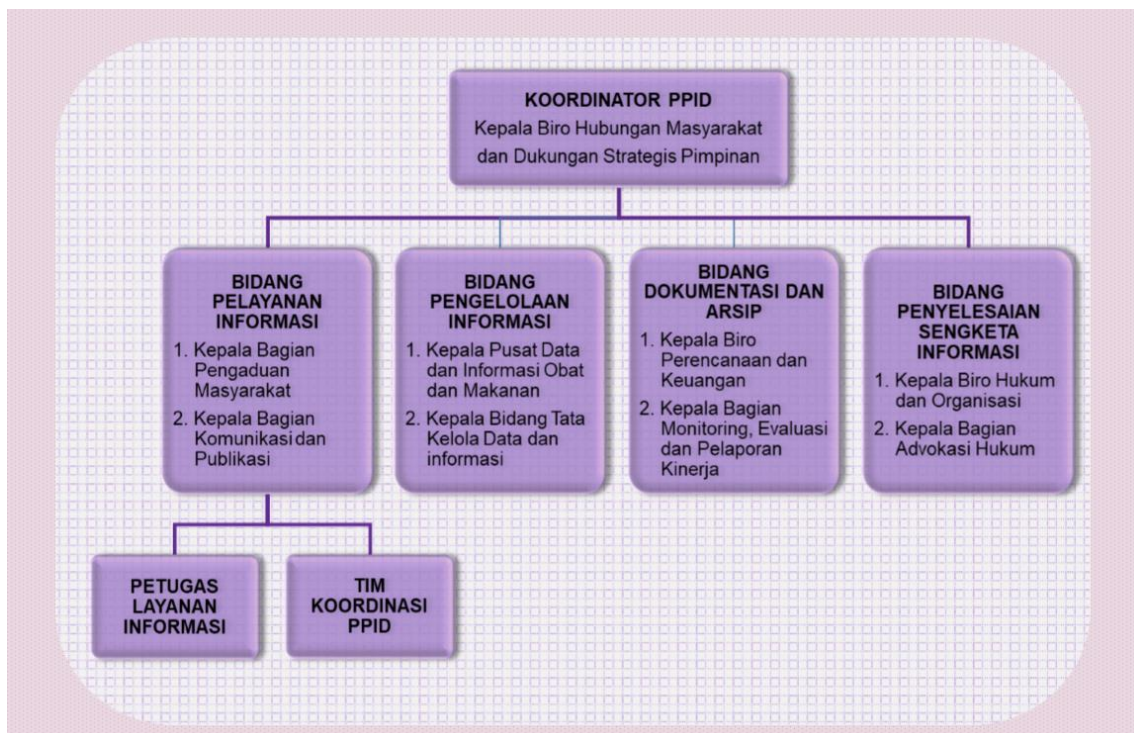 KOORDINATOR PPID
Kepala Biro Hubungan Masyarakat
dan Dukungan Strategis Pimpinan
BIDANG
PELAYANAN
INFORMASI
1. Kepala Bagian
Pengaduan
Masyarakat
2. Kepala Bagian
Komunikasi dan
Publikasi
BIDANG
PENGELOLAAN
INFORMASI
1. Kepala Pusat Data
dan Informasi Obat
dan Makanan
2. Kepala Bidang Tata
Kelola Data dan
informasi
BIDANG
DOKUMENTASI DAN
ARSIP
1. Kepala Biro
Perencanaan dan
Keuangan
2. Kepala Bagian
Monitoring, Evaluasi
dan Pelaporan
Kinerja
BIDANG
PENYELESAIAN
SENGKETA
INFORMASI
1. Kepala Biro Hukum
dan Organisasi
2. Kepala Bagian
Advokasi Hukum
PETUGAS
LAYANAN
INFORMASI
TIM
KOORDINASI
PPID